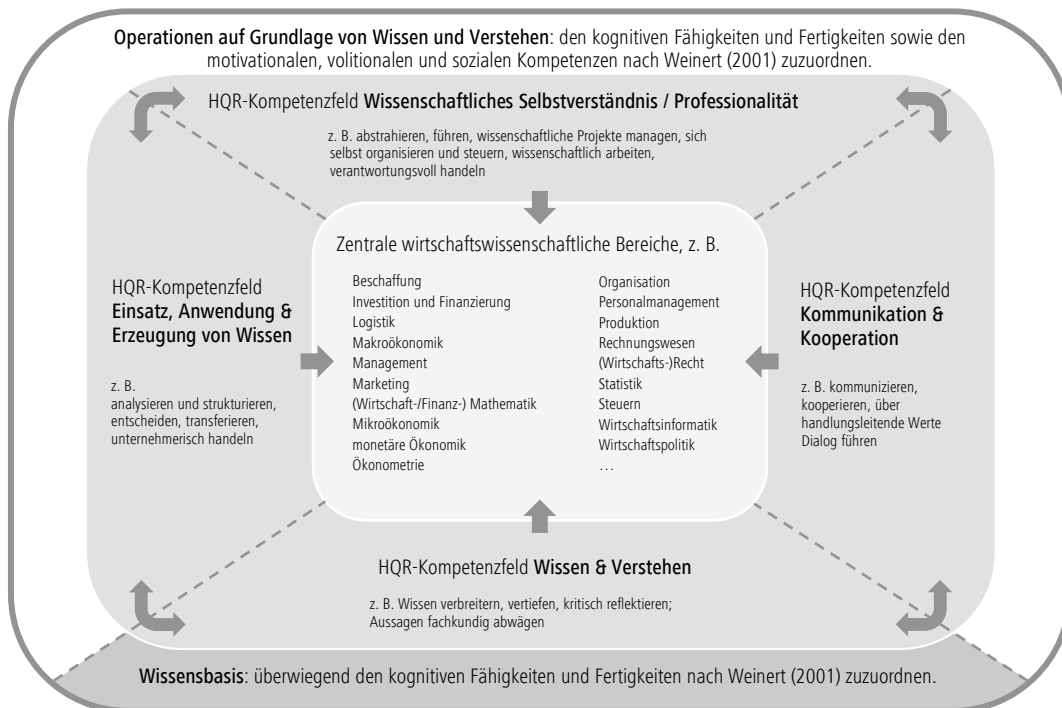 Operationen auf Grundlage von Wissen und Verstehen: den kognitiven Fähigkeiten und Fertigkeiten sowie den
motivationalen, volitionalen und sozialen Kompetenzen nach Weinert (2001) zuzuordnen.
HQR-Kompetenzfeld Wissenschaftliches Selbstverständnis / Professionalität
z. B. abstrahieren, führen, wissenschaftliche Projekte managen, sich
selbst organisieren und steuern, wissenschaftlich arbeiten,
verantwortungsvoll handeln
HQR-Kompetenzfeld
Einsatz, Anwendung &
Erzeugung von Wissen
z. B.
analysieren und strukturieren,
entscheiden, transferieren,
unternehmerisch handeln
Zentrale wirtschaftswissenschaftliche Bereiche, z. B.
Beschaffung
Investition und Finanzierung
Logistik
Makroökonomik
Management
Marketing
(Wirtschaft-/Finanz-) Mathematik
Mikroökonomik
monetäre Ökonomik
Ökonometrie
Organisation
Personalmanagement
Produktion
Rechnungswesen
(Wirtschafts-)Recht
Statistik
Steuern
Wirtschaftsinformatik
Wirtschaftspolitik
…
HQR-Kompetenzfeld
Kommunikation &
Kooperation
z. B. kommunizieren,
kooperieren, über
handlungsleitende Werte
Dialog führen
HQR-Kompetenzfeld Wissen & Verstehen
z. B. Wissen verbreitern, vertiefen, kritisch reflektieren;
Aussagen fachkundig abwägen
Wissensbasis: überwiegend den kognitiven Fähigkeiten und Fertigkeiten nach Weinert (2001) zuzuordnen.